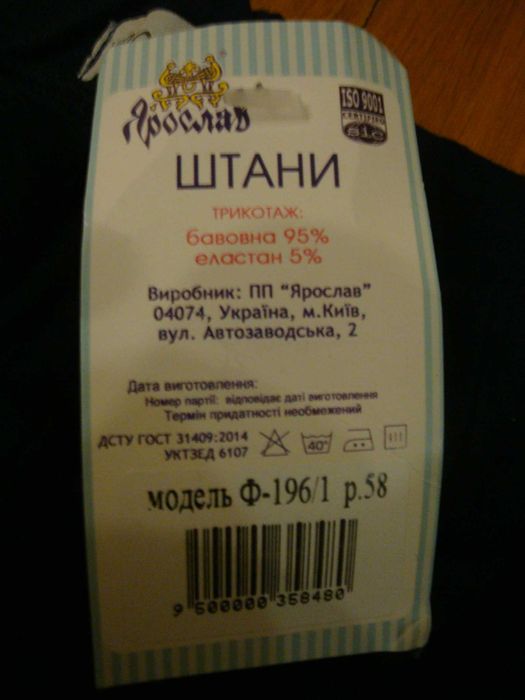 Ярослав
ISO 9001
CERTIFIED
ШТАНИ
ТРИКОТАЖ:
бавовна 95%
еластан 5%
Виробник: ПП "Ярослав"
04074, Україна, м.Київ,
вул. Автозаводська, 2
Дата виготовлення:
Номер партії: відповідає даті виготовлення
Термін придатності необмежений
ДСТУ ГОСТ 31409:2014
УКТЗЕД 6107
40°
модель Ф-196/1 р.58
9 500000 358480